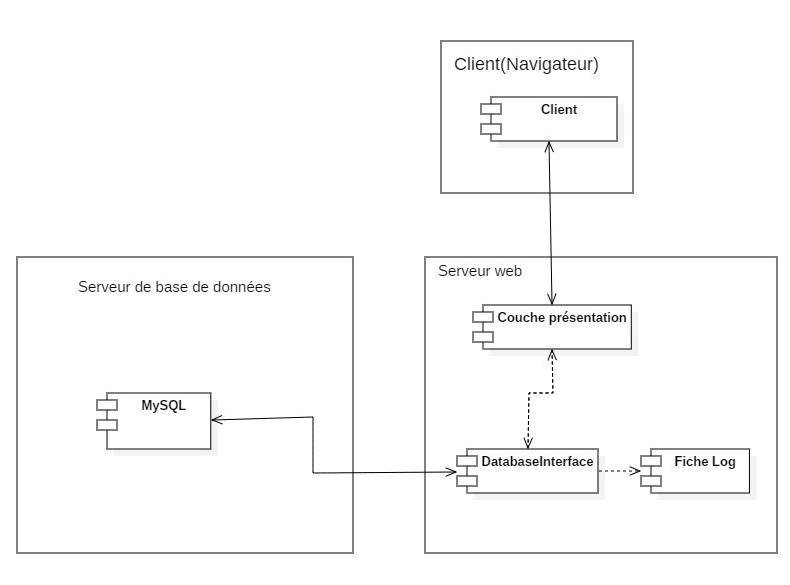 Client(Navigateur)
Client
Serveur de base de données
Serveur web
Couche présentation
MySQL
DatabaseInterface
Fiche Log